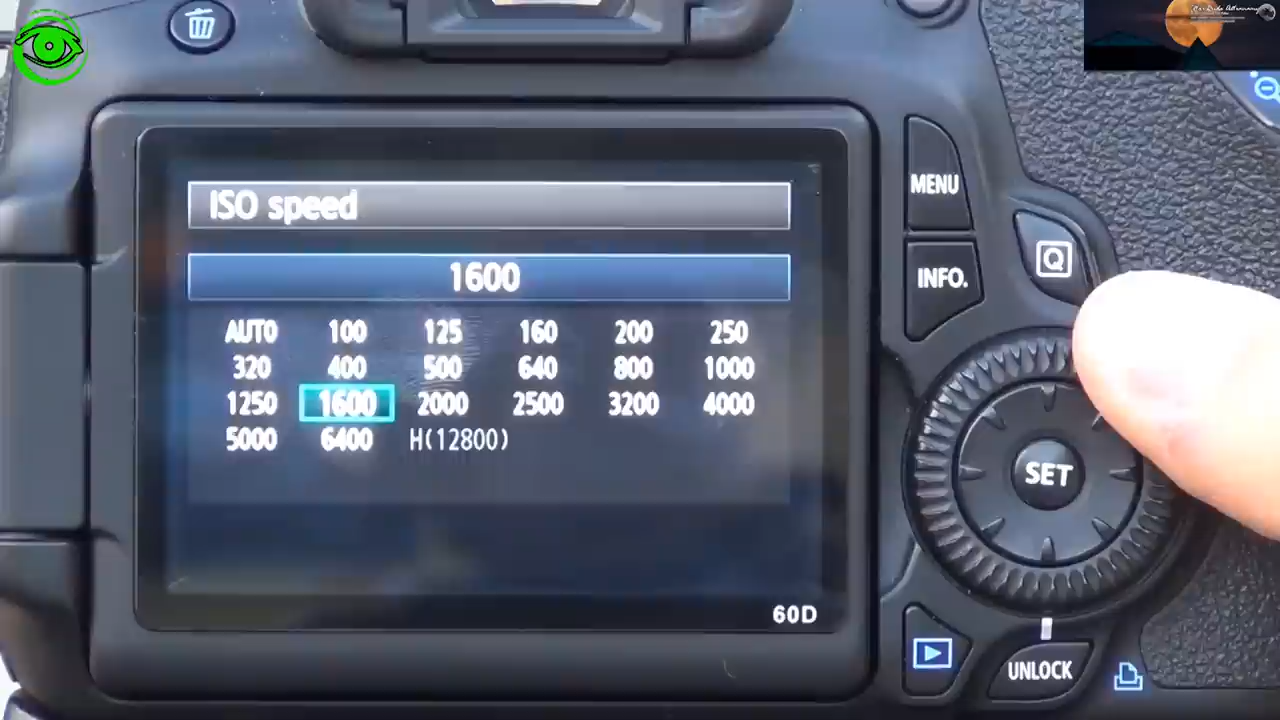 ISO speed
1600
AUTO 100 125 160 200 250
320 400 500 640 800 1000
1250 1600 2000 2500 3200 4000
5000 6400 H(12800)
60D
MENU
INFO.
Q
SET
UNLOCK